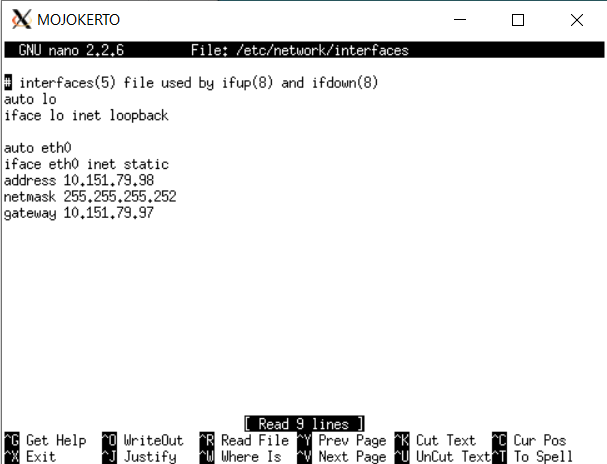 MOJOKERTO
GNU nano 2.2.6 File: /etc/network/interfaces
# interfaces(5) file used by ifup(8) and ifdown(8)
auto lo
iface lo inet loopback
auto eth0
iface eth0 inet static
address 10.151.79.98
netmask 255.255.255.252
gateway 10.151.79.97
[ Read 9 lines ]
^G Get Help ^O WriteOut ^R Read File ^Y Prev Page ^K Cut Text ^C Cur Pos
^X Exit ^J Justify ^W Where Is ^V Next Page ^U UnCut Text ^T To Spell